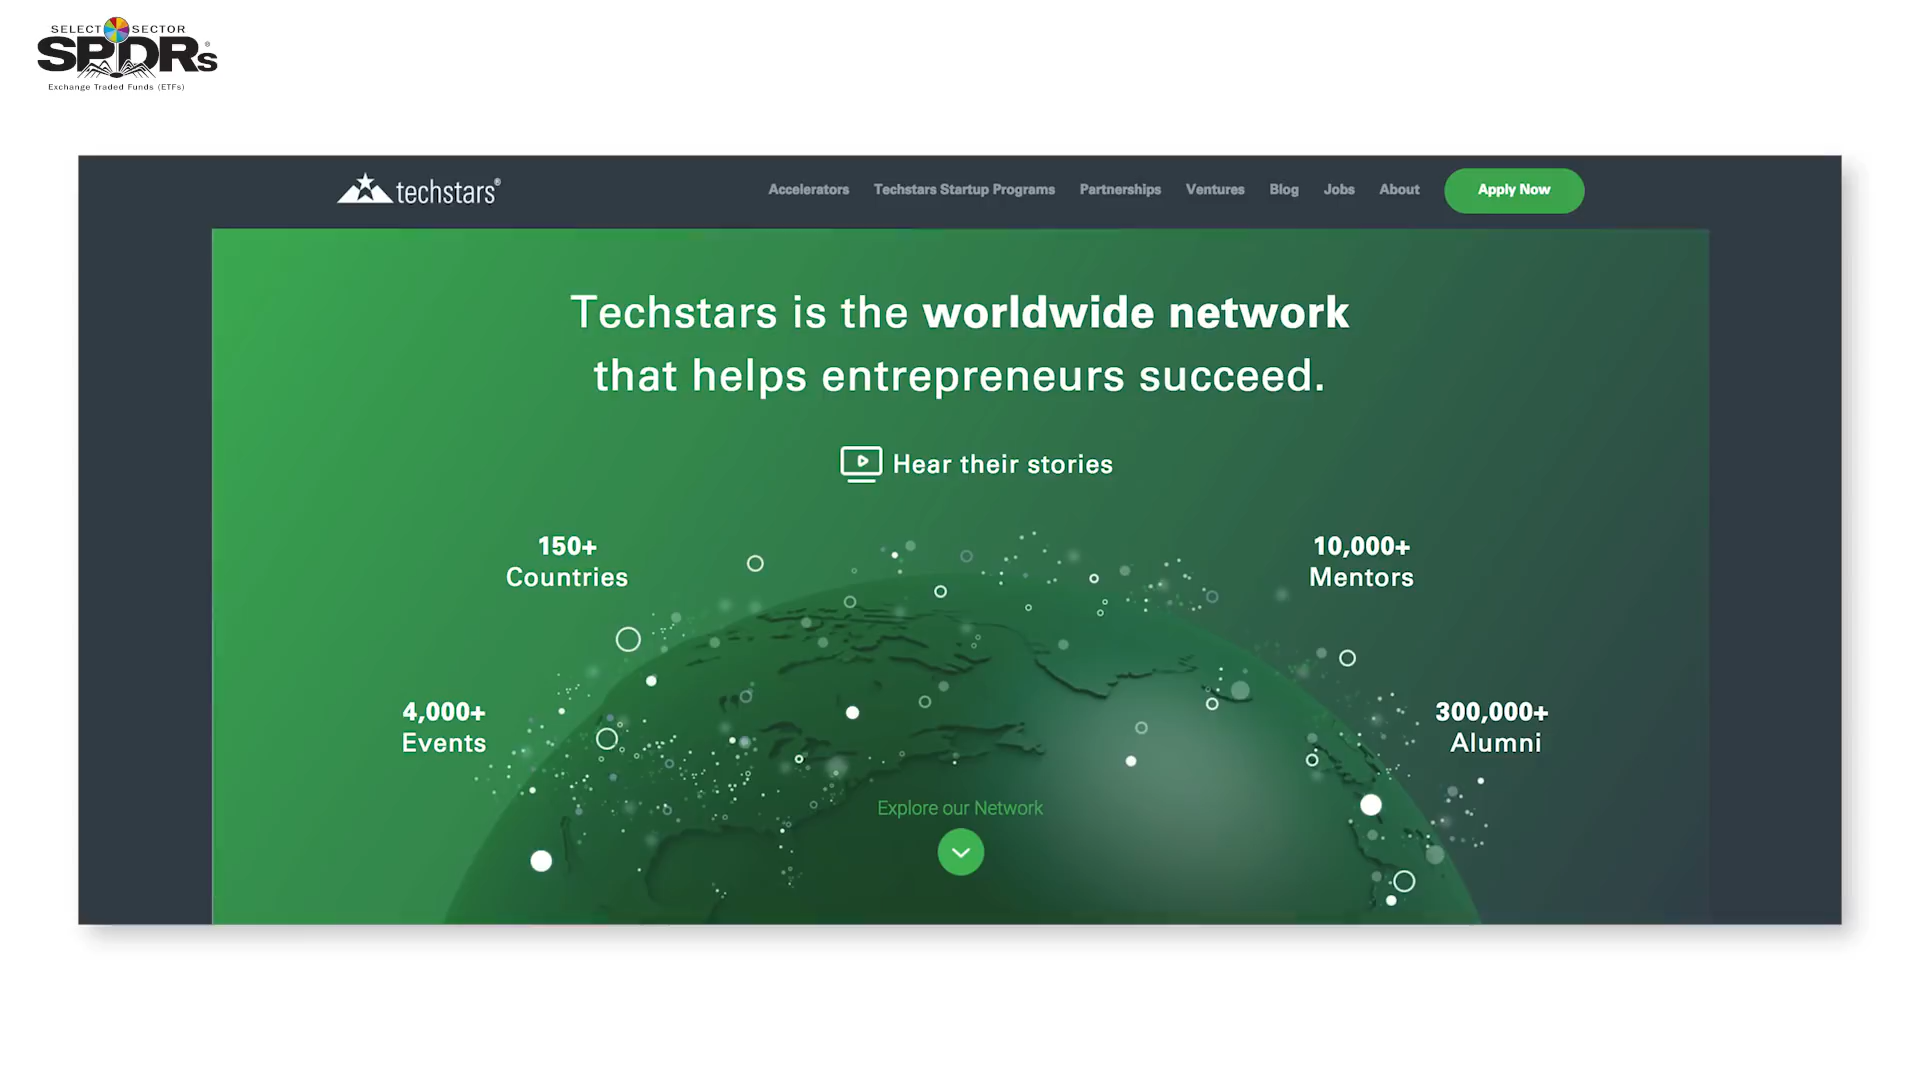 SELECT SECTOR
SPDRs®
Exchange Traded Funds (ETFs)
techstars®
Accelerators
Techstars Startup Programs
Partnerships
Ventures
Blog
Jobs
About
Apply Now
Techstars is the worldwide network
that helps entrepreneurs succeed.
Hear their stories
150+
Countries
10,000+
Mentors
4,000+
Events
300,000+
Alumni
Explore our Network